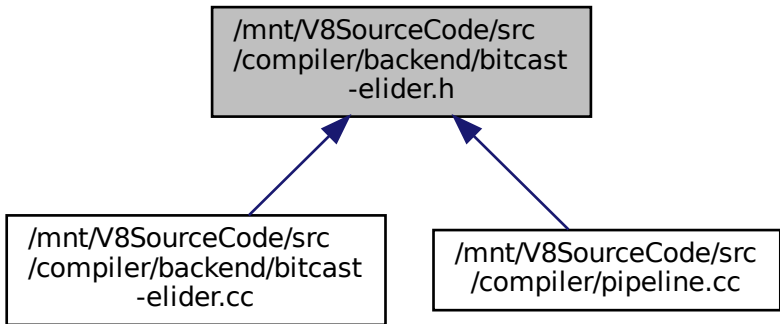 /mnt/V8SourceCode/src
/compiler/backend/bitcast
-elider.h
/mnt/V8SourceCode/src
/compiler/backend/bitcast
-elider.cc
/mnt/V8SourceCode/src
/compiler/pipeline.cc